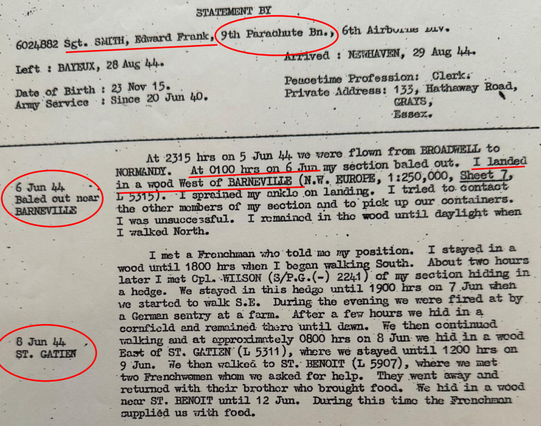 STATEMENT BY
6024882 Sgt. SMITH, Edward Frank, 9th Parachute Bn., 6th Airborne Div.
Left : BAYEUX, 28 Aug 44.
Arrived : NEWHAVEN, 29 Aug 44.
Date of Birth : 23 Nov 15.
Army Service : Since 20 Jun 40.
Peacetime Profession: Clerk.
Private Address: 133, Hathaway Road,
GRAYS,
Essex.
6 Jun 44
Baled out near
BARNEVILLE
At 2315 hrs on 5 Jun 44 we were flown from BROADWELL to
NORMANDY. At 0100 hrs on 6 Jun my section baled out. I landed
in a wood West of BARNEVILLE (N.W. EUROPE, 1:250,000, Sheet 7,
L 5315). I sprained my ankle on landing. I tried to contact
the other members of my section and to pick up our containers.
I was unsuccessful. I remained in the wood until daylight when
I walked North.
I met a Frenchman who told me my position. I stayed in a
wood until 1800 hrs when I began walking South. About two hours
later I met Cpl. WILSON (S/P.G.(-) 2241) of my section hiding in
a hedge. We stayed in this hedge until 1900 hrs on 7 Jun when
we started to walk S.E. During the evening we were fired at by
a German sentry at a farm. After a few hours we hid in a
cornfield and remained there until dawn. We then continued
walking and at approximately 0800 hrs on 8 Jun we hid in a wood
East of ST. GATIEN (L 5311), where we stayed until 1200 hrs on
9 Jun. We then walked to ST. BENOIT (L 5907), where we met
two Frenchwomen whom we asked for help. They went away and
returned with their brother who brought food. We hid in a wood
near ST. BENOIT until 12 Jun. During this time the Frenchman
supplied us with food.
8 Jun 44
ST. GATIEN